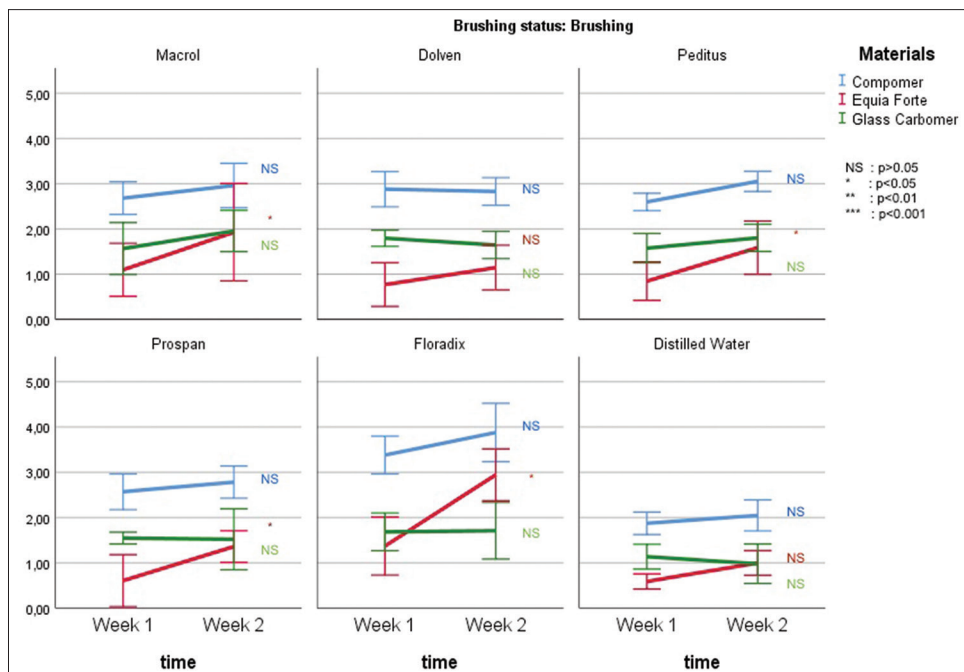 Brushing status: Brushing
Macrol
Dolven
Peditus
Materials
Compomer
Equia Forte
Glass Carbomer
NS : p>0.05
* : p<0.05
** : p<0.01
*** : p<0.001
5,00
4,00
3,00
2,00
1,00
0,00
NS
*
NS
NS
NS
NS
NS
*
NS
Prospan
Floradix
Distilled Water
5,00
4,00
3,00
2,00
1,00
0,00
NS
*
NS
NS
*
NS
NS
NS
NS
Week 1 Week 2
Week 1 Week 2
Week 1 Week 2
time
time
time